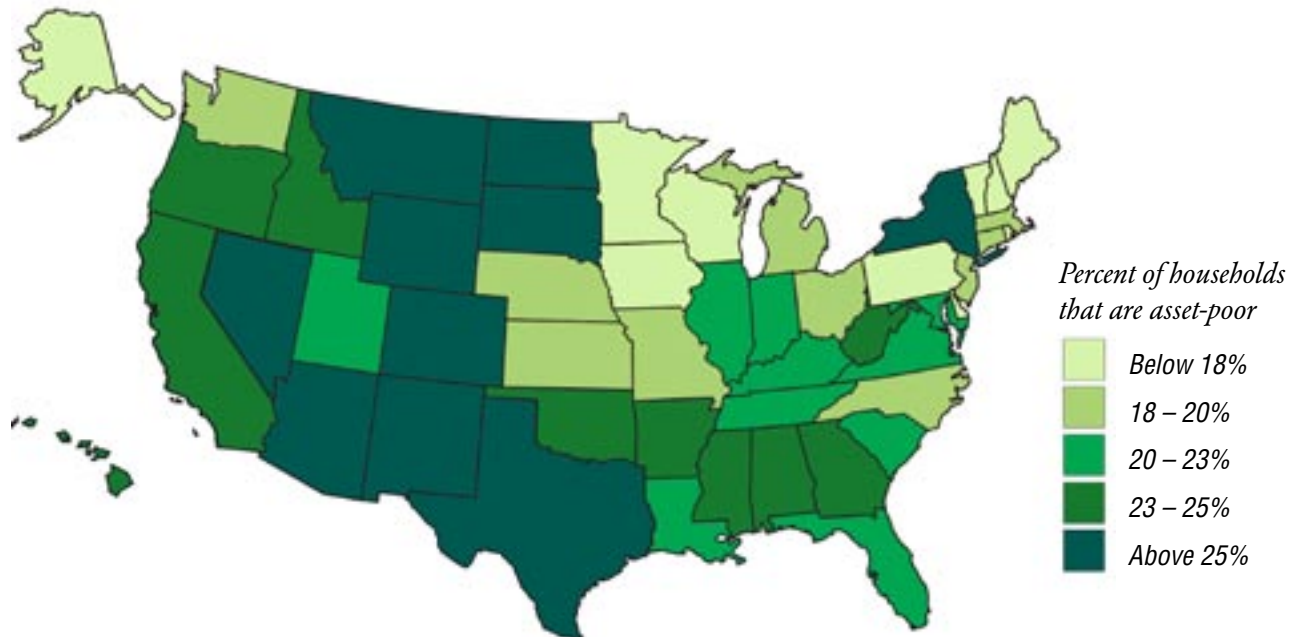 Percent of households
that are asset-poor
Below 18%
18 – 20%
20 – 23%
23 – 25%
Above 25%